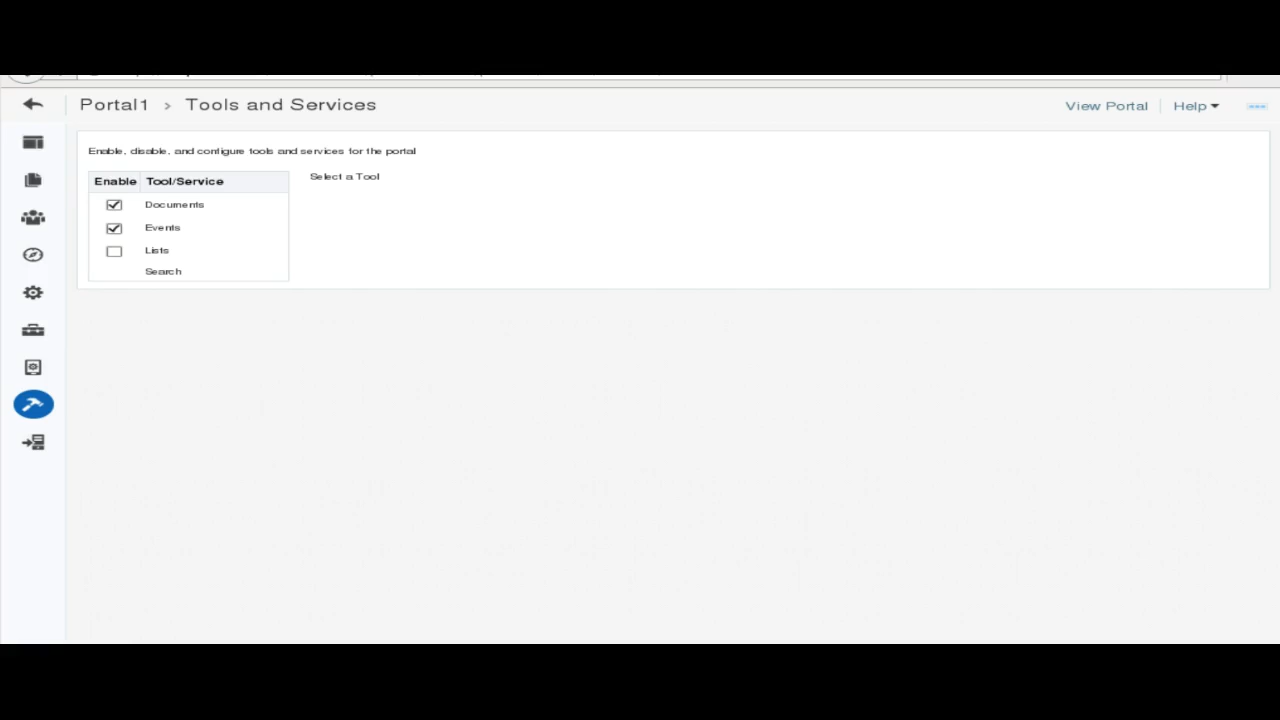 Portal1 > Tools and Services
View Portal
Help
Enable, disable, and configure tools and services for the portal
Enable Tool/Service
Select a Tool
Documents
Events
Lists
Search